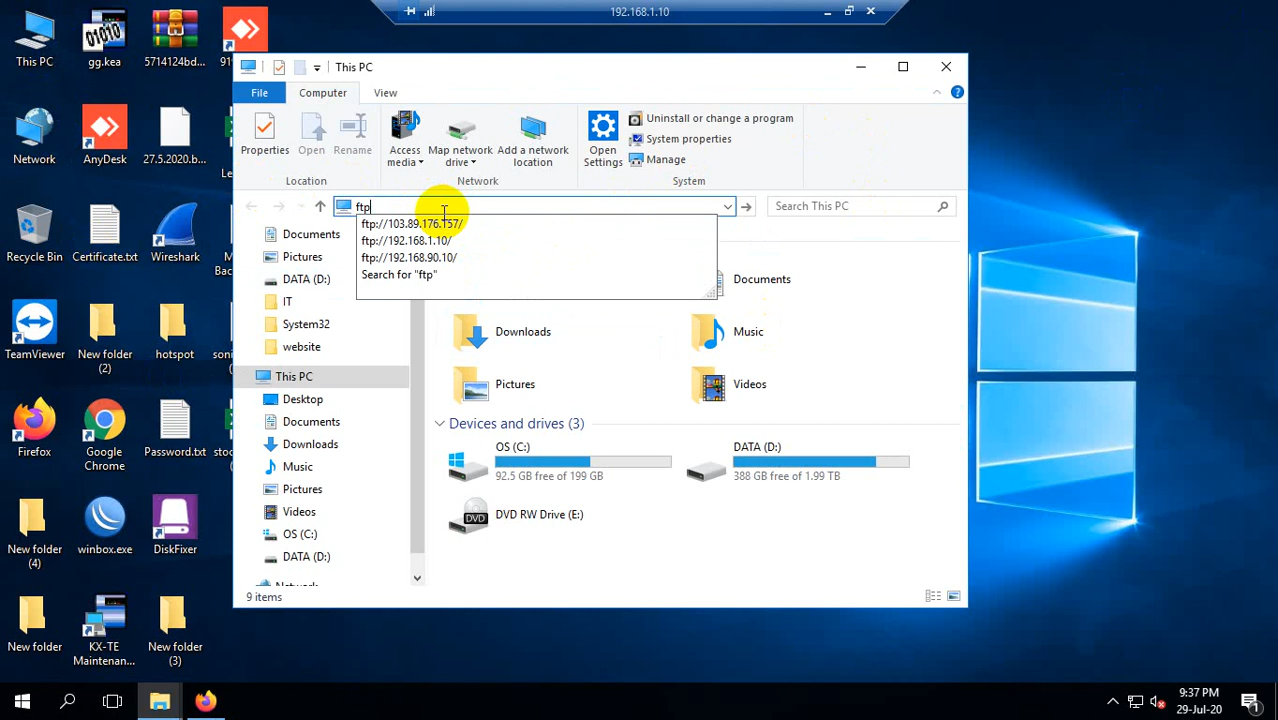 192.168.1.10
This PC
gg.kea
5714124bd...
This PC
File
Computer
View
Properties
Open
Rename
Access media
Map network drive
Add a network location
Open Settings
Uninstall or change a program
System properties
Manage
Location
Network
System
ftp
Search This PC
ftp://103.89.176.157/
ftp://192.168.1.10/
ftp://192.168.90.10/
Search for "ftp"
Network
AnyDesk
27.5.2020.b...
Recycle Bin
Certificate.txt
Wireshark
TeamViewer
New folder (2)
hotspot
Firefox
Google Chrome
Password.txt
New folder (4)
winbox.exe
DiskFixer
New folder
KX-TE Maintenan...
New folder (3)
Documents
Pictures
DATA (D:)
IT
System32
website
This PC
Desktop
Documents
Downloads
Music
Pictures
Videos
OS (C:)
DATA (D:)
Documents
Downloads
Music
Pictures
Videos
Devices and drives (3)
OS (C:)
92.5 GB free of 199 GB
DATA (D:)
388 GB free of 1.99 TB
DVD
DVD RW Drive (E:)
9 items
9:37 PM
29-Jul-20